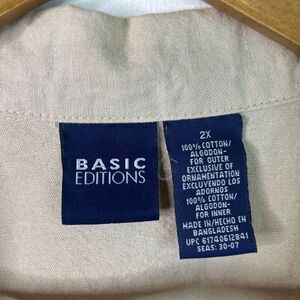 BASIC
EDITIONS
2X
100% COTTON/
ALGODON-
FOR OUTER
EXCLUSIVE OF
ORNAMENTATION
EXCLUYENDO LOS
ADORNOS
100% COTTON/
ALGODON-
FOR INNER
MADE IN/HECHO EN
BANGLADESH
UPC 61740612841
SEAS: 30-07